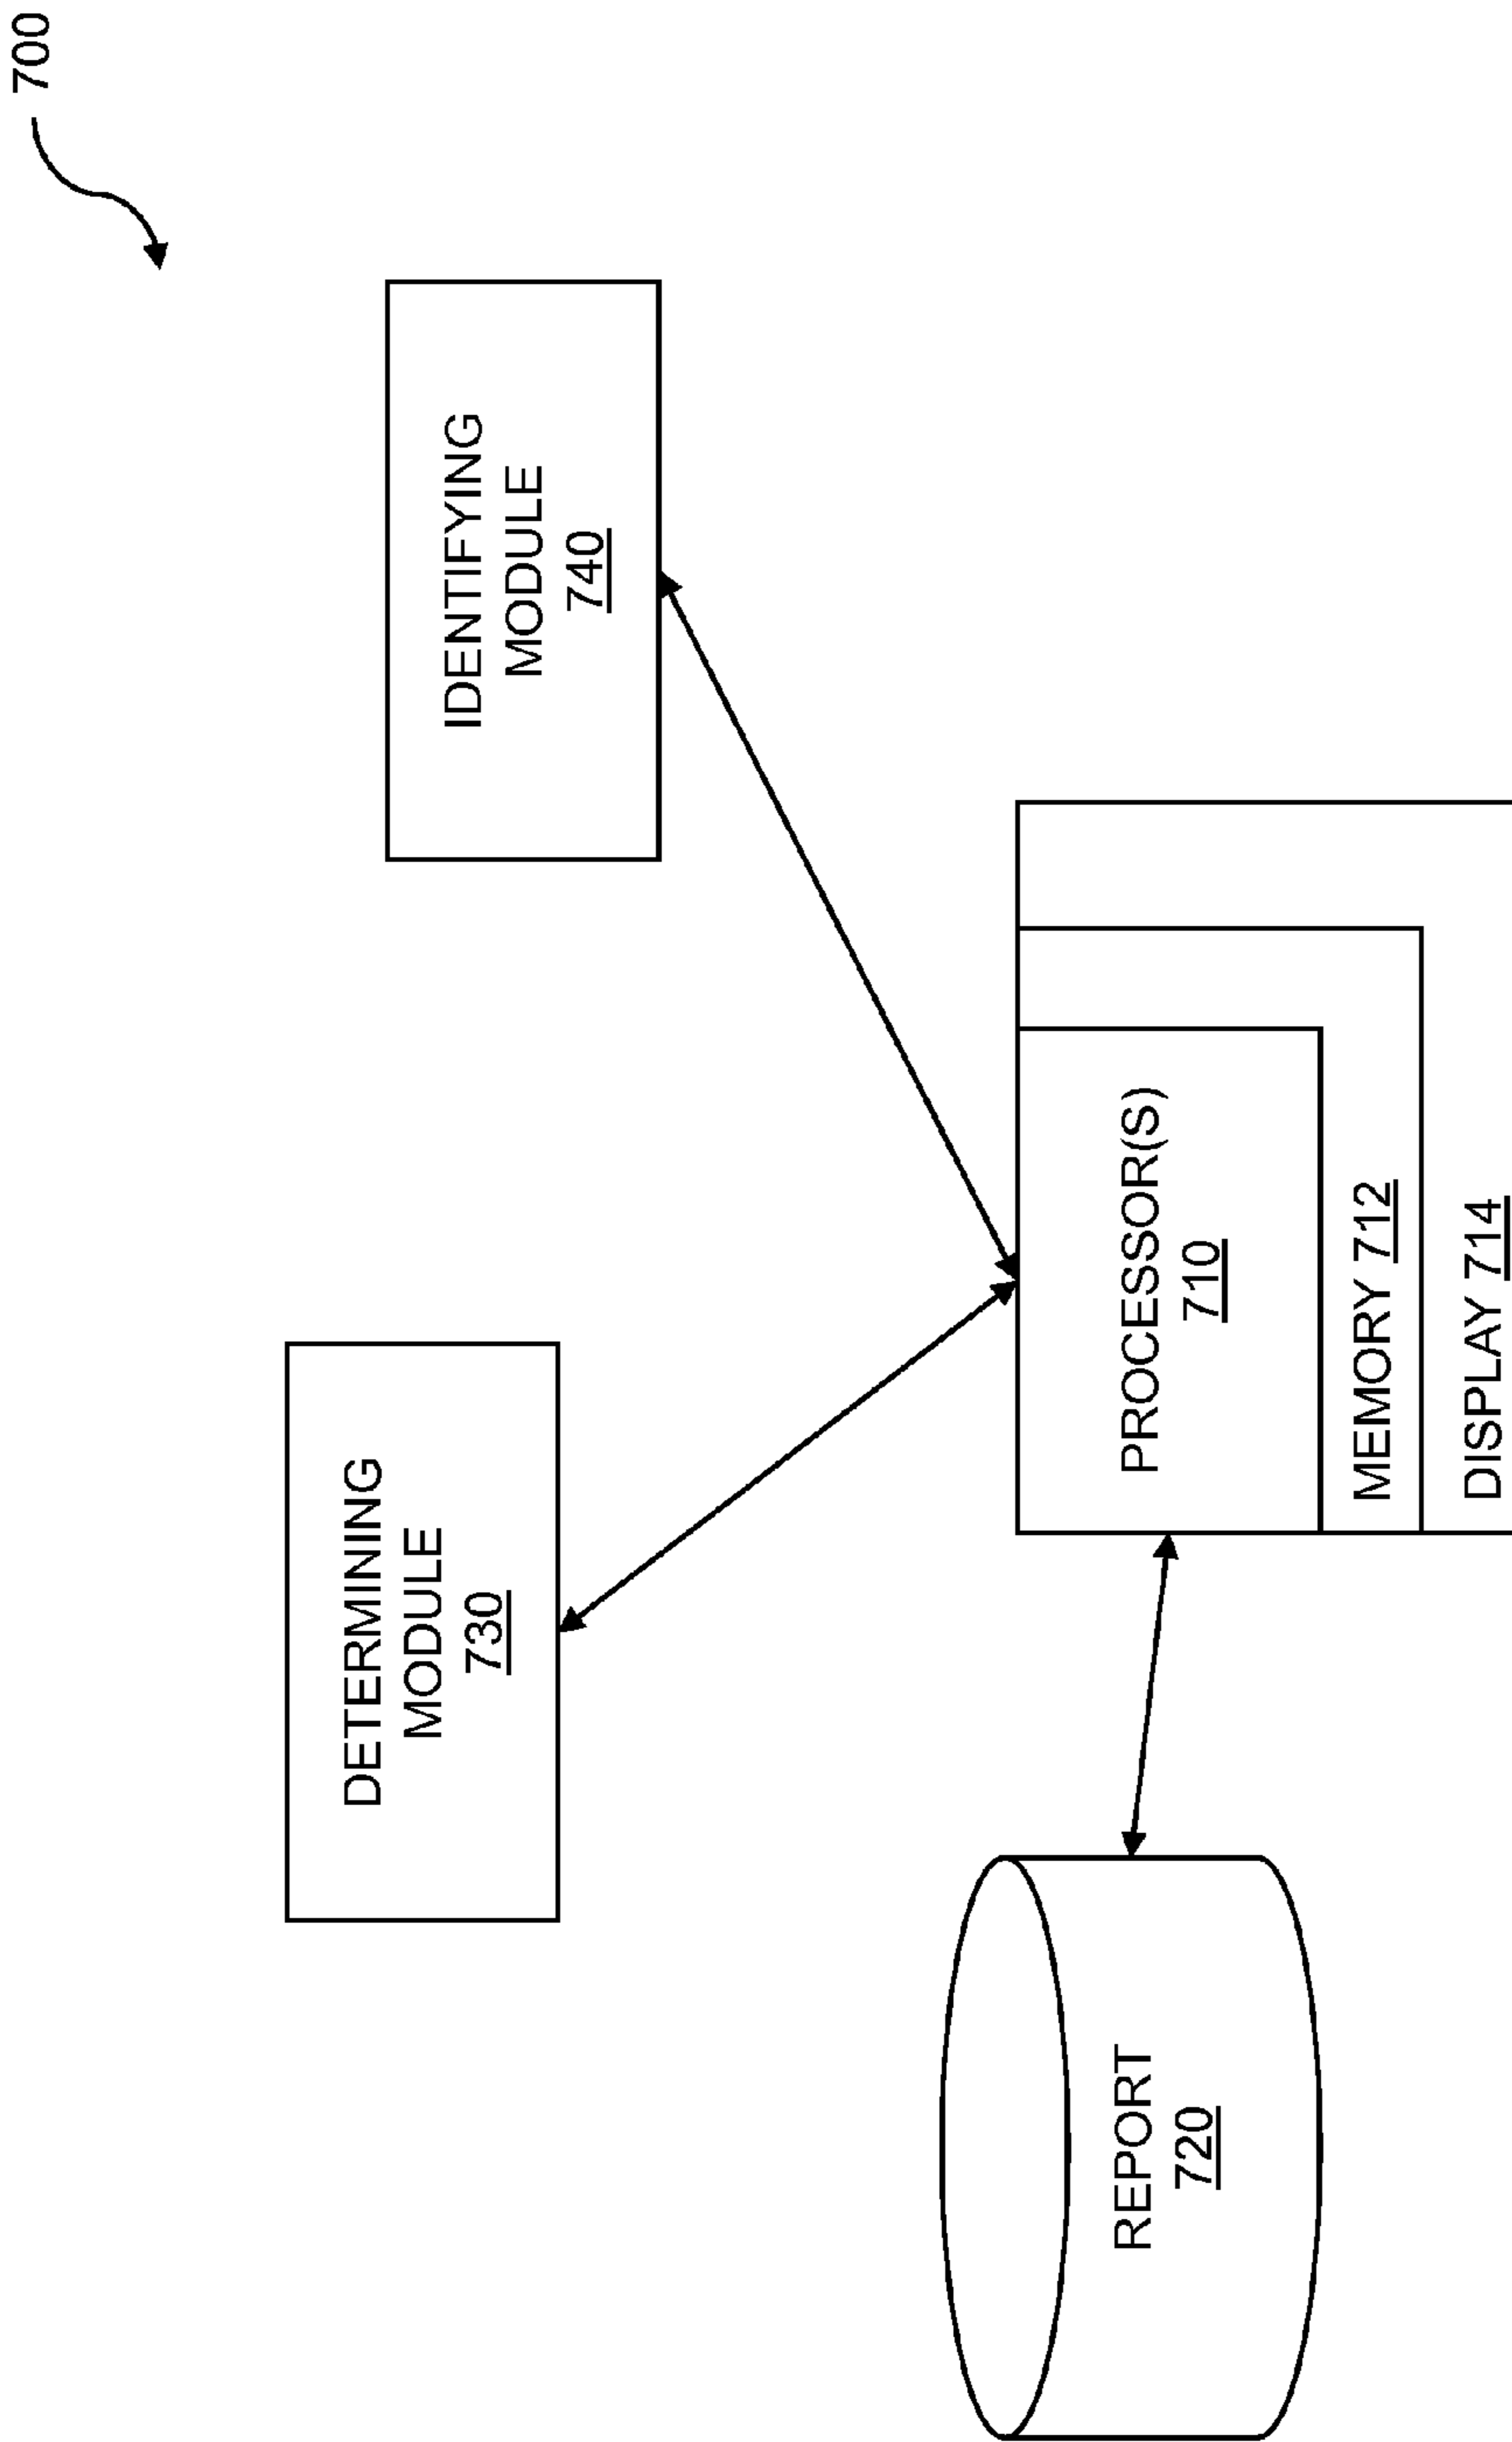 700
DETERMINING
MODULE
730
IDENTIFYING
MODULE
740
REPORT
720
PROCESSOR(S)
710
MEMORY 712
DISPLAY 714